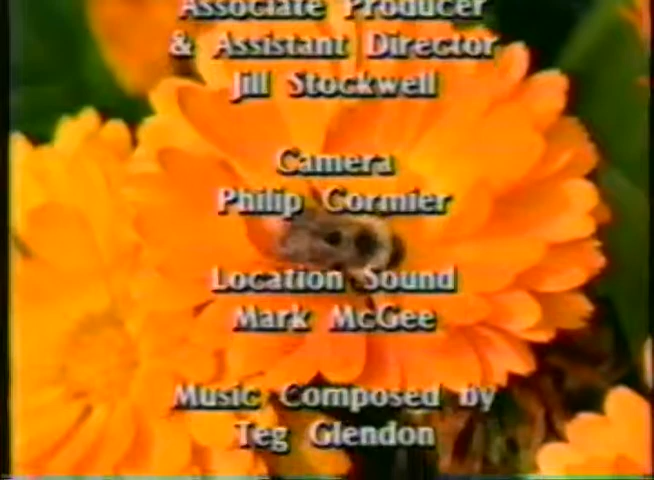 Associate Producer
& Assistant Director
Jill Stockwell
Camera
Philip Cormier
Location Sound
Mark McGee
Music Composed by
Teg Glendon